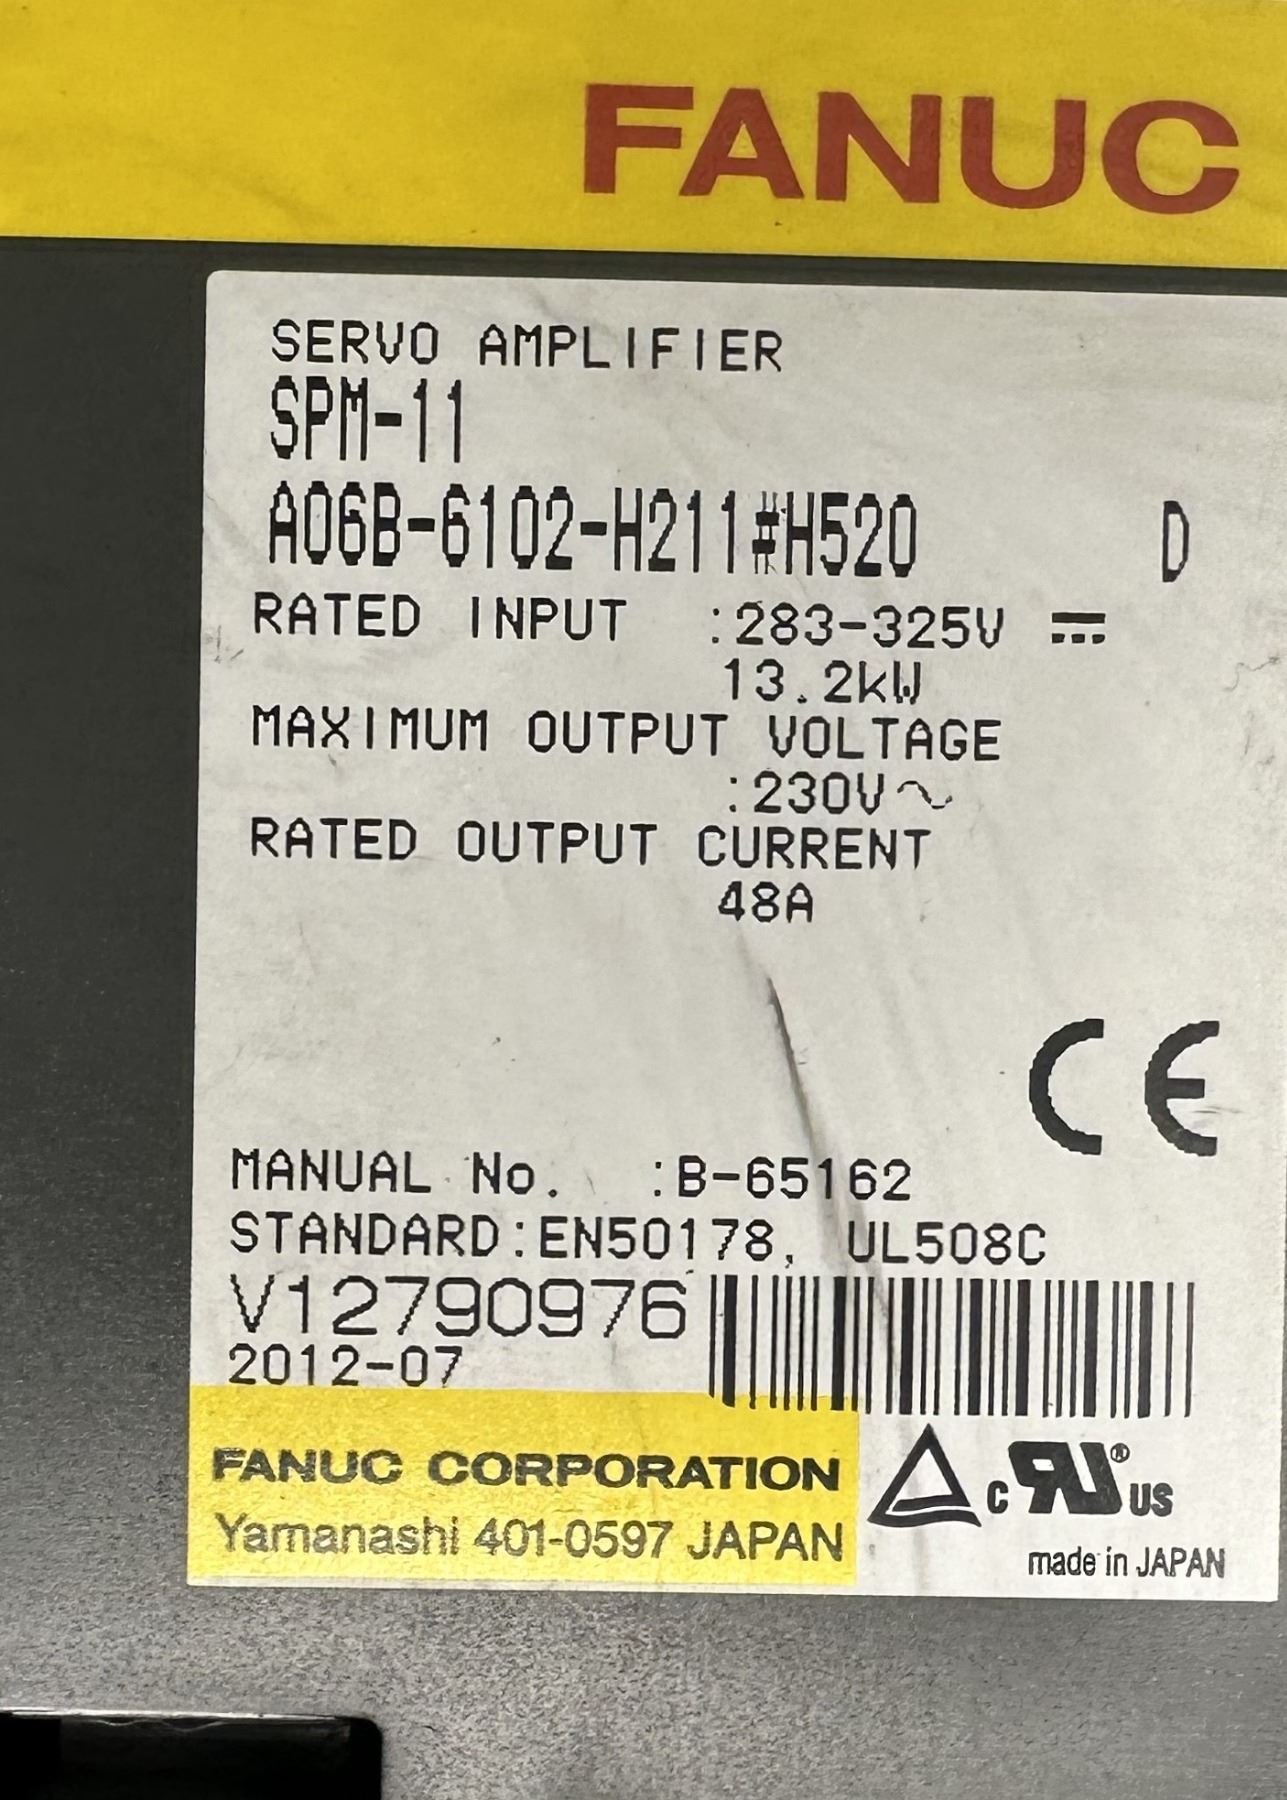 FANUC
SERVO AMPLIFIER
SPM-11
A06B-6102-H211#H520 D
RATED INPUT :283-325V ⎓
13.2kW
MAXIMUM OUTPUT VOLTAGE
:230V～
RATED OUTPUT CURRENT
48A
CE
MANUAL No. :B-65162
STANDARD:EN50178, UL508C
V12790976
2012-07
FANUC CORPORATION
Yamanashi 401-0597 JAPAN
c RU® US
made in JAPAN